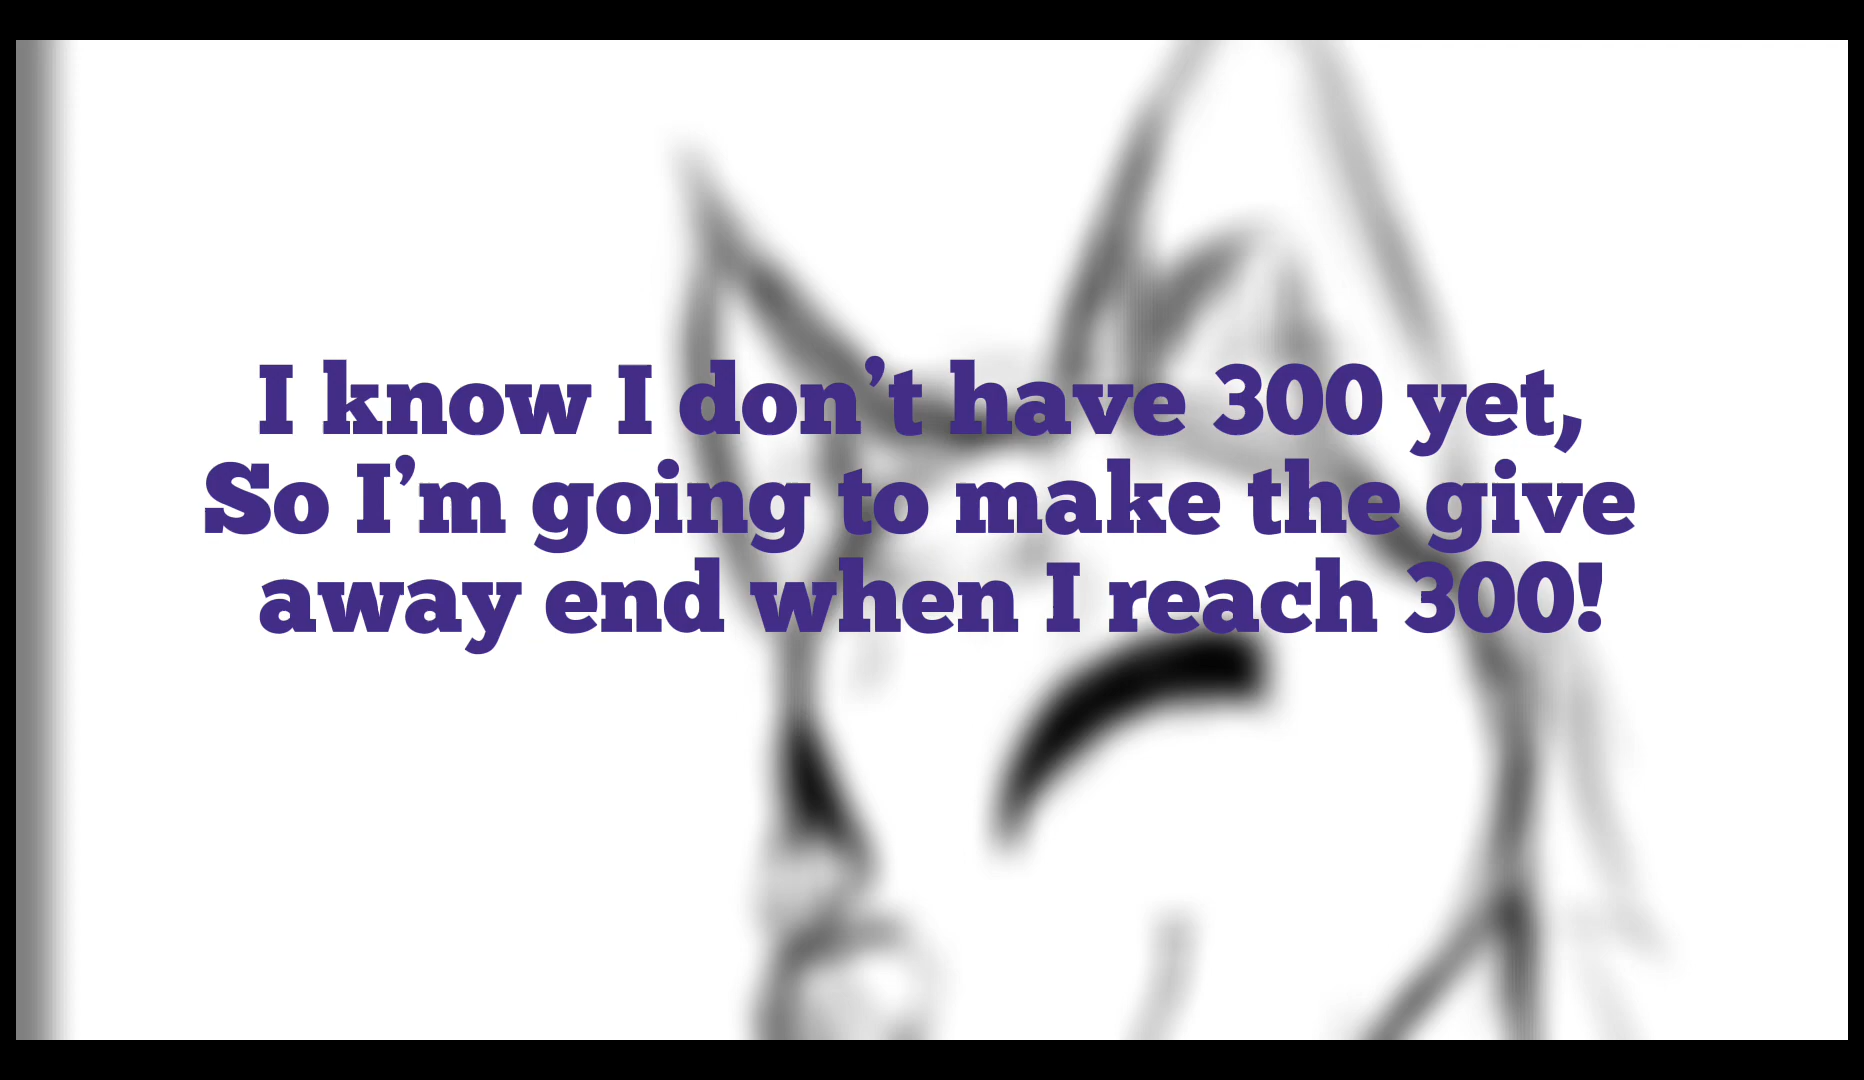 I know I don’t have 300 yet,
So I’m going to make the give
away end when I reach 300!